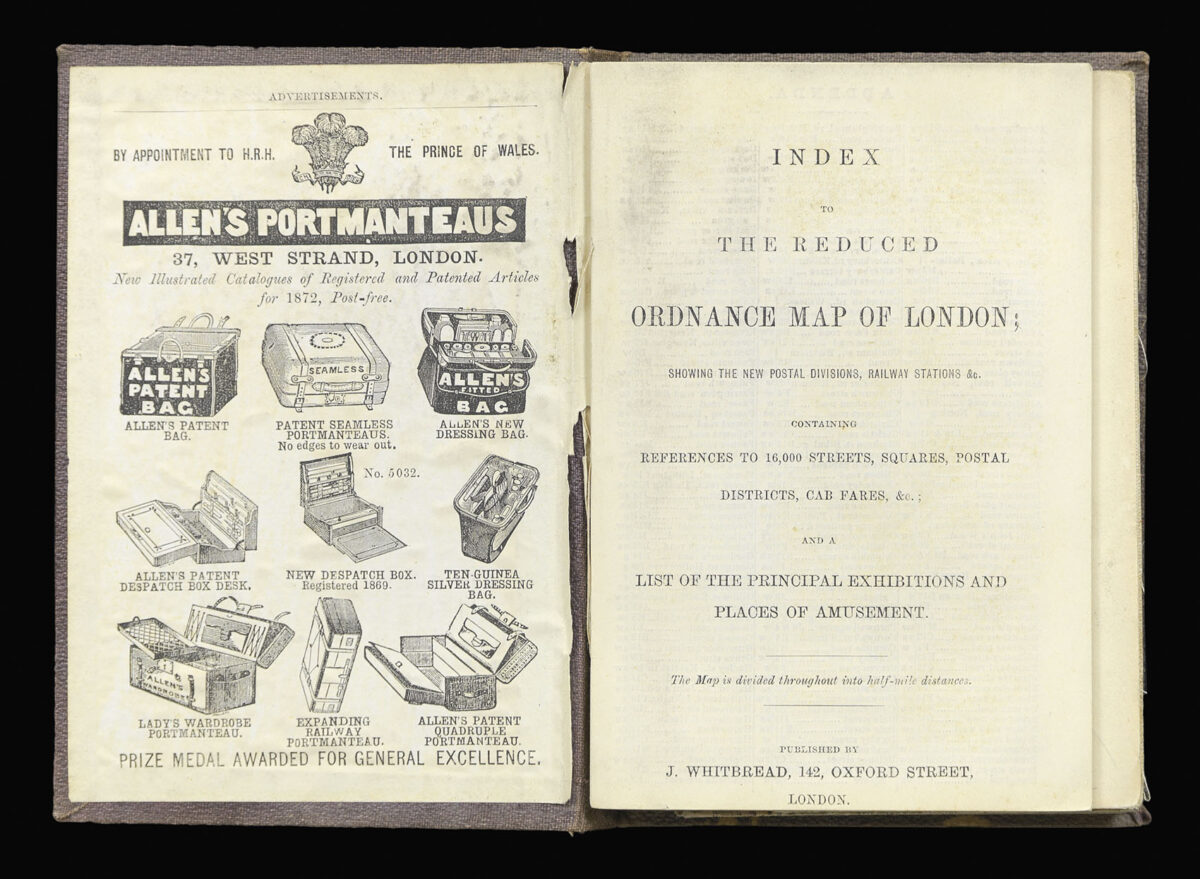 ADVERTISEMENTS.
BY APPOINTMENT TO H.R.H. THE PRINCE OF WALES.
ALLEN'S PORTMANTEAUS
37, WEST STRAND, LONDON.
New Illustrated Catalogues of Registered and Patented Articles
for 1872, Post-free.
ALLEN'S
PATENT
BAG
SEAMLESS
ALLEN'S
FITTED
BAG
ALLEN'S PATENT
BAG.
PATENT SEAMLESS
PORTMANTEAUS.
No edges to wear out.
ALLEN'S NEW
DRESSING BAG.
No. 5032.
ALLEN'S PATENT
DESPATCH BOX DESK.
NEW DESPATCH BOX.
Registered 1869.
TEN-GUINEA
SILVER DRESSING
BAG.
ALLEN'S
WARDROBE
LADY'S WARDROBE
PORTMANTEAU.
EXPANDING
RAILWAY
PORTMANTEAU.
ALLEN'S PATENT
QUADRUPLE
PORTMANTEAU.
PRIZE MEDAL AWARDED FOR GENERAL EXCELLENCE.
INDEX
TO
THE REDUCED
ORDNANCE MAP OF LONDON;
SHOWING THE NEW POSTAL DIVISIONS, RAILWAY STATIONS &c.
CONTAINING
REFERENCES TO 16,000 STREETS, SQUARES, POSTAL
DISTRICTS, CAB FARES, &c.;
AND A
LIST OF THE PRINCIPAL EXHIBITIONS AND
PLACES OF AMUSEMENT.
The Map is divided throughout into half-mile distances.
PUBLISHED BY
J. WHITBREAD, 142, OXFORD STREET,
LONDON.